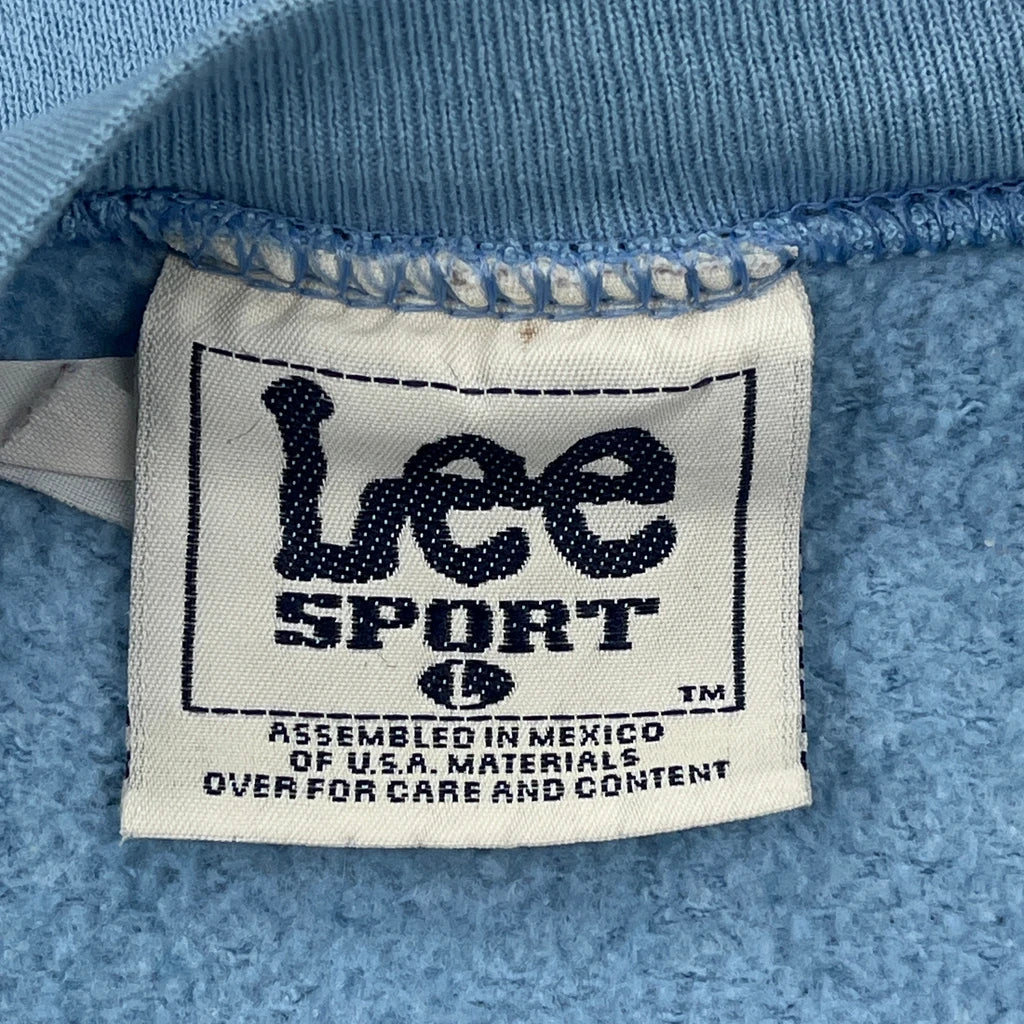 Lee
SPORT
L
TM
ASSEMBLED IN MEXICO
OF U.S.A. MATERIALS
OVER FOR CARE AND CONTENT